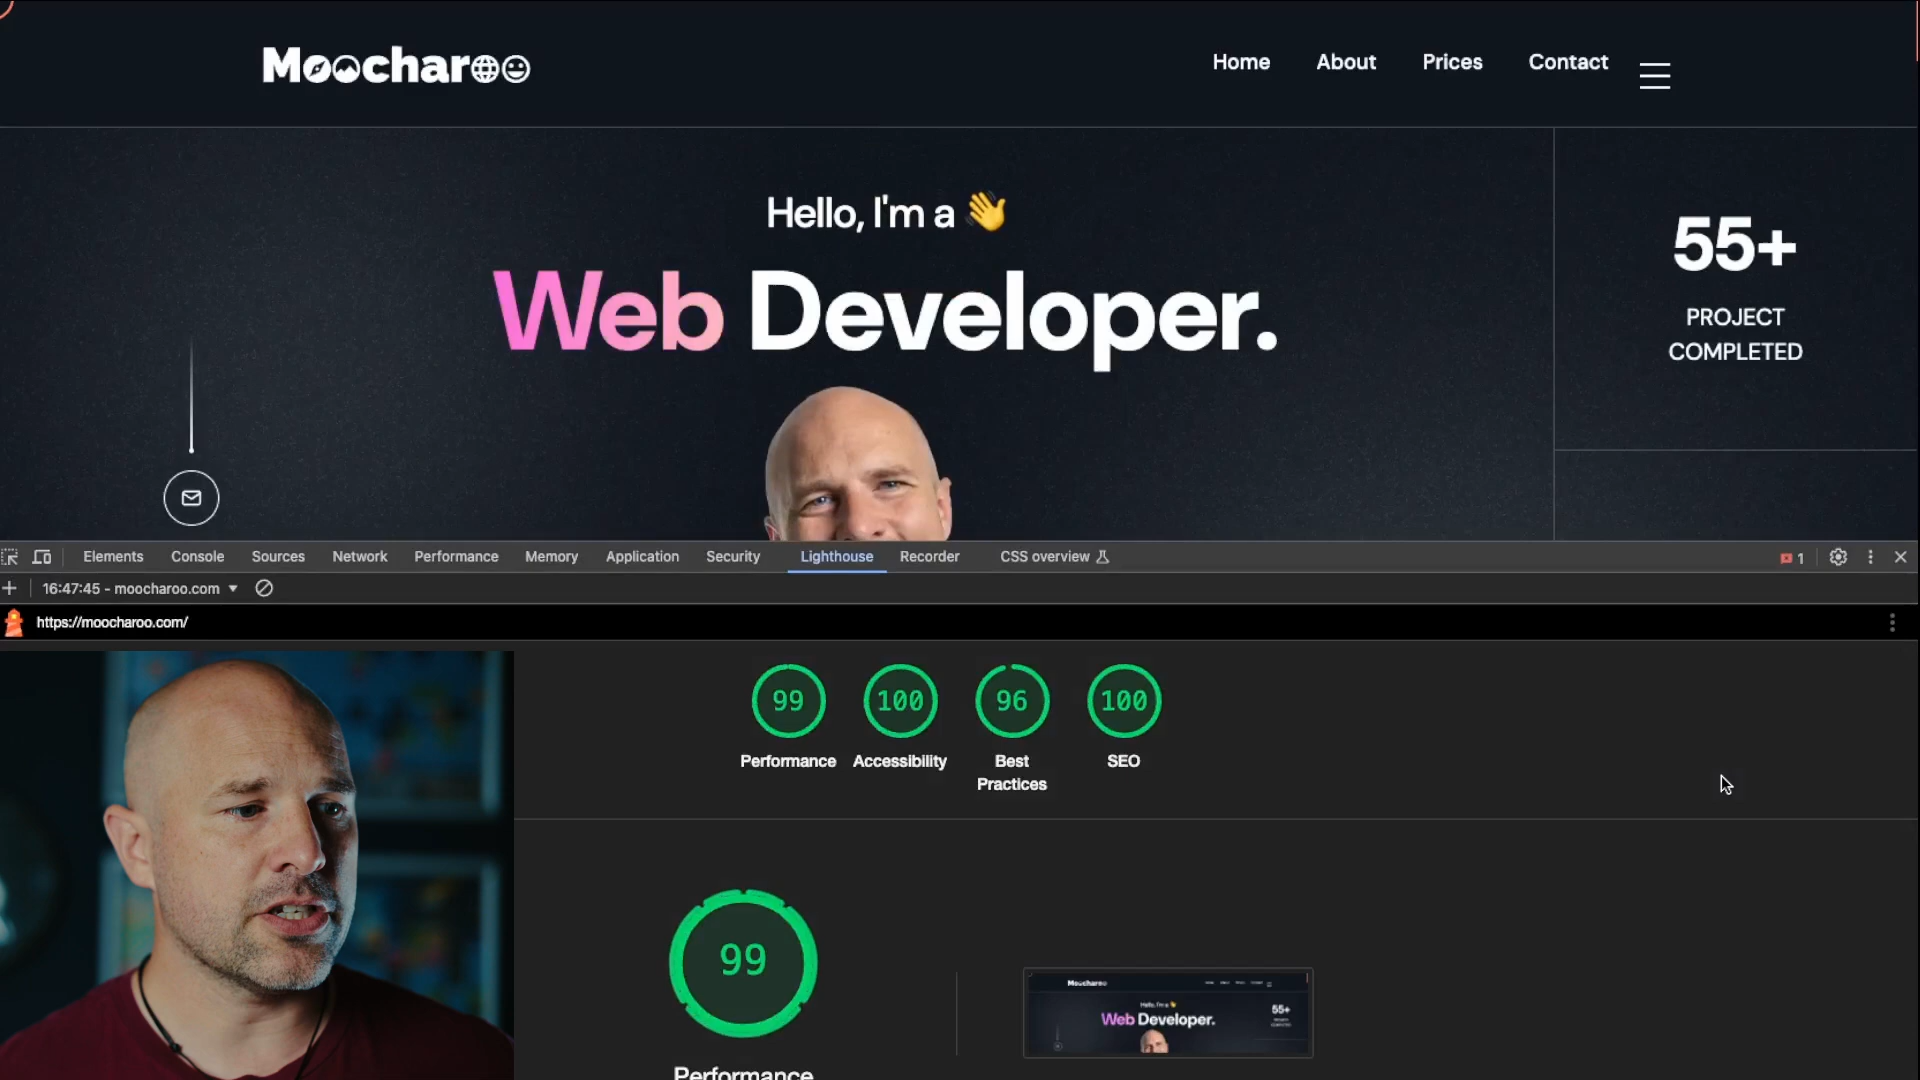 Moocharoo
Home About Prices Contact
Hello, I'm a 👋
Web Developer.
55+
PROJECT
COMPLETED
Elements Console Sources Network Performance Memory Application Security Lighthouse Recorder CSS overview 1
16:47:45 - moocharoo.com
https://moocharoo.com/
99 100 96 100
Performance Accessibility Best Practices SEO
99
Performance
Moocharoo
Hello, I'm a 👋
Web Developer.
55+